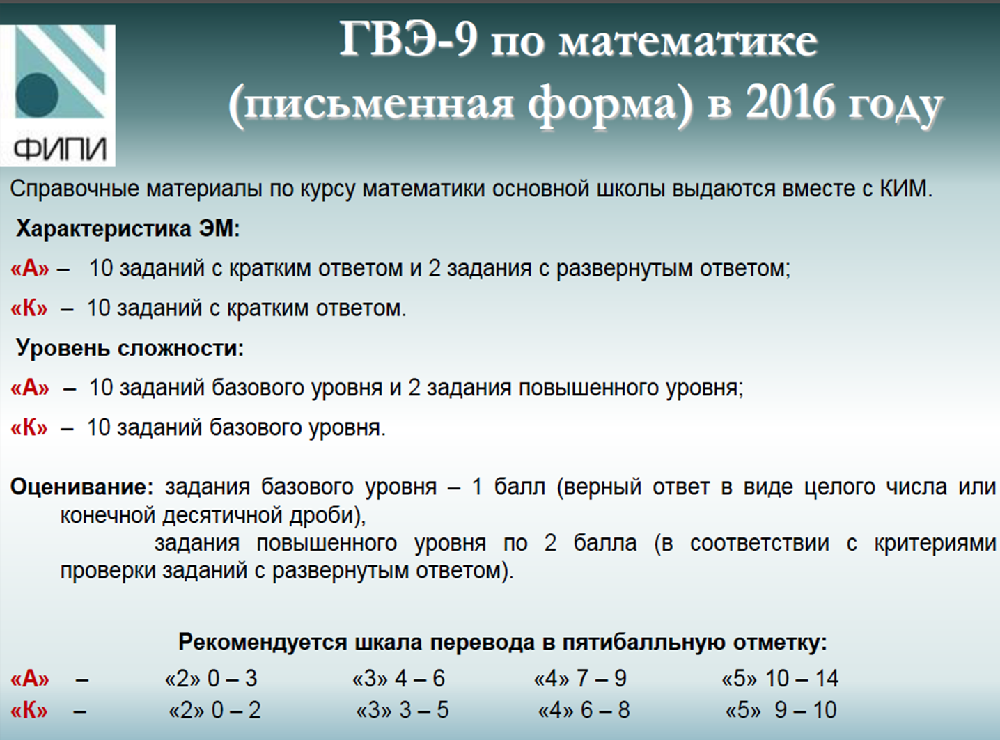 ГВЭ-9 по математике
(письменная форма) в 2016 году
ФИПИ
Справочные материалы по курсу математики основной школы выдаются вместе с КИМ.
Характеристика ЭМ:
«А» – 10 заданий с кратким ответом и 2 задания с развернутым ответом;
«К» – 10 заданий с кратким ответом.
Уровень сложности:
«А» – 10 заданий базового уровня и 2 задания повышенного уровня;
«К» – 10 заданий базового уровня.
Оценивание: задания базового уровня – 1 балл (верный ответ в виде целого числа или
конечной десятичной дроби),
задания повышенного уровня по 2 балла (в соответствии с критериями
проверки заданий с развернутым ответом).
Рекомендуется шкала перевода в пятибалльную отметку:
«А» – «2» 0 – 3 «3» 4 – 6 «4» 7 – 9 «5» 10 – 14
«К» – «2» 0 – 2 «3» 3 – 5 «4» 6 – 8 «5» 9 – 10